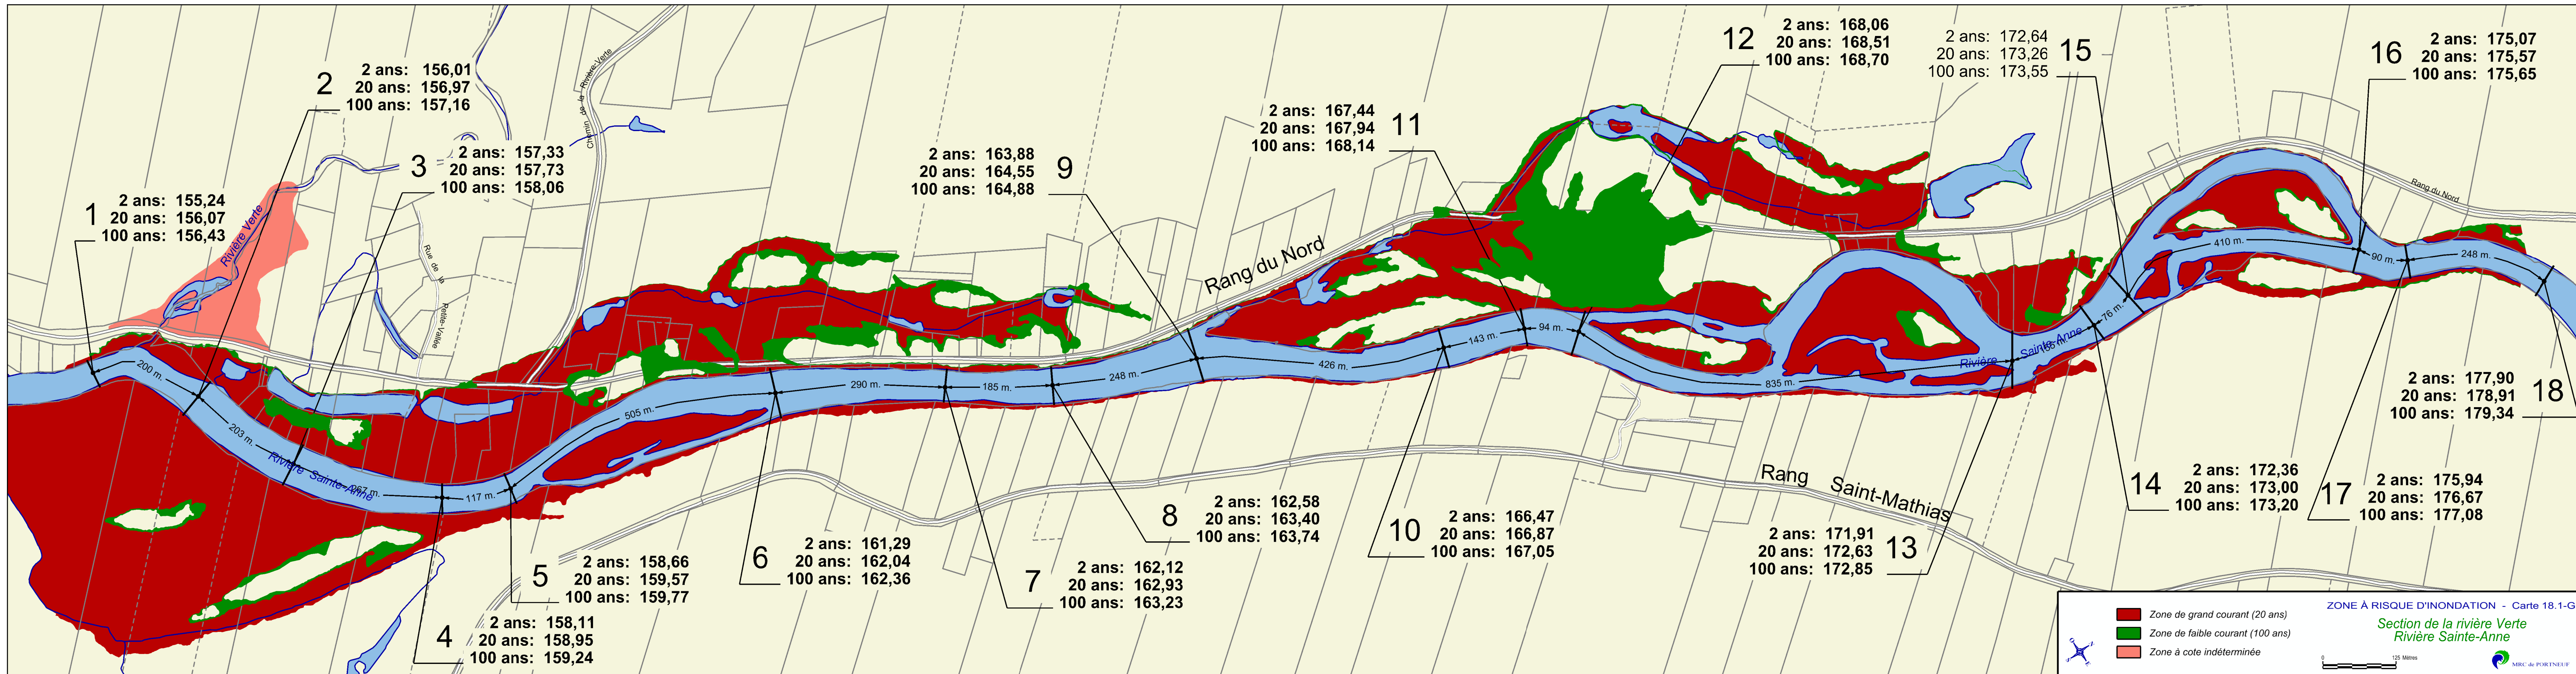 1
2 ans: 155,24
20 ans: 156,07
100 ans: 156,43
2
2 ans: 156,01
20 ans: 156,97
100 ans: 157,16
3
2 ans: 157,33
20 ans: 157,73
100 ans: 158,06
4
2 ans: 158,11
20 ans: 158,95
100 ans: 159,24
5
2 ans: 158,66
20 ans: 159,57
100 ans: 159,77
6
2 ans: 161,29
20 ans: 162,04
100 ans: 162,36
7
2 ans: 162,12
20 ans: 162,93
100 ans: 163,23
8
2 ans: 162,58
20 ans: 163,40
100 ans: 163,74
9
2 ans: 163,88
20 ans: 164,55
100 ans: 164,88
10
2 ans: 166,47
20 ans: 166,87
100 ans: 167,05
11
2 ans: 167,44
20 ans: 167,94
100 ans: 168,14
12
2 ans: 168,06
20 ans: 168,51
100 ans: 168,70
13
2 ans: 171,91
20 ans: 172,63
100 ans: 172,85
14
2 ans: 172,36
20 ans: 173,00
100 ans: 173,20
15
2 ans: 172,64
20 ans: 173,26
100 ans: 173,55
16
2 ans: 175,07
20 ans: 175,57
100 ans: 175,65
17
2 ans: 175,94
20 ans: 176,67
100 ans: 177,08
18
2 ans: 177,90
20 ans: 178,91
100 ans: 179,34
Rivière Verte
Chemin de la Rivière-Verte
Rue de la Petite-Vallée
Rang du Nord
Rang du Nord
Rang Saint-Mathias
Rivière Sainte-Anne
Rivière Sainte-Anne
200 m.
203 m.
117 m.
505 m.
290 m.
185 m.
248 m.
426 m.
143 m.
94 m.
835 m.
76 m.
410 m.
90 m.
248 m.
Zone de grand courant (20 ans)
Zone de faible courant (100 ans)
Zone à cote indéterminée
ZONE À RISQUE D'INONDATION - Carte 18.1-G
Section de la rivière Verte
Rivière Sainte-Anne
0 125 Mètres
MRC de PORTNEUF